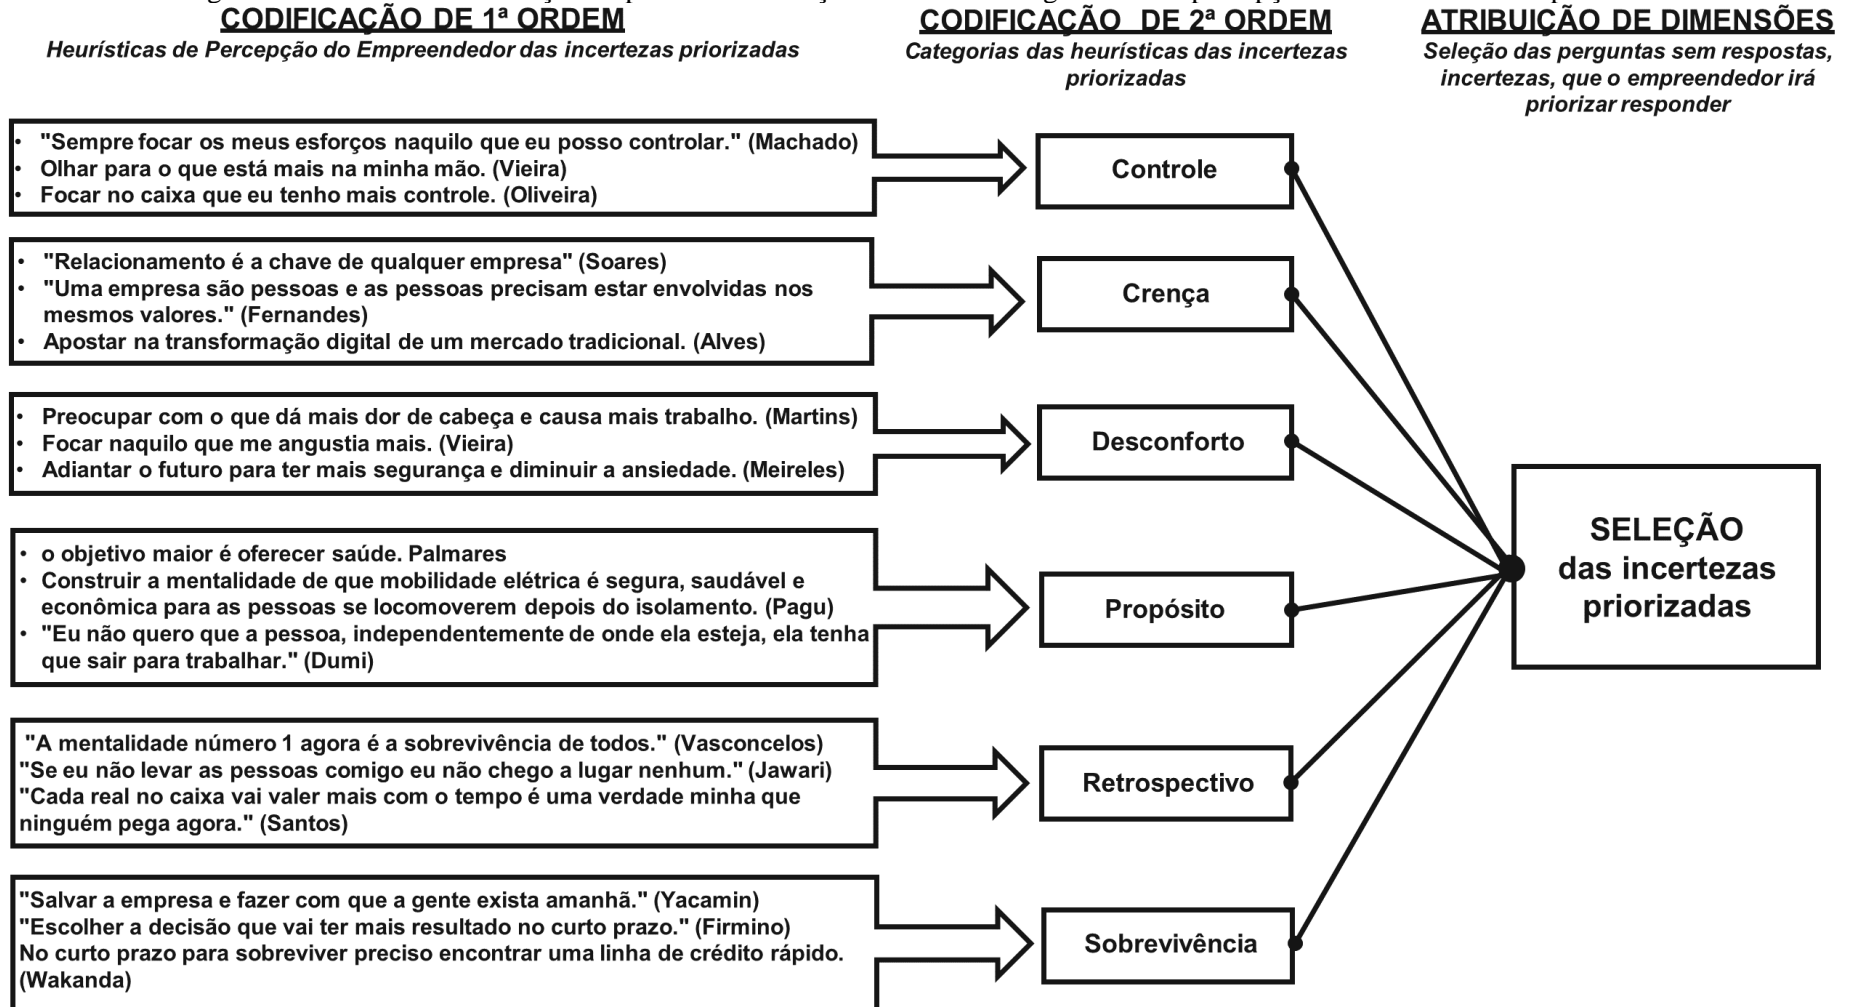 CODIFICAÇÃO DE 1ª ORDEM
Heurísticas de Percepção do Empreendedor das incertezas priorizadas
CODIFICAÇÃO DE 2ª ORDEM
Categorias das heurísticas das incertezas
priorizadas
ATRIBUIÇÃO DE DIMENSÕES
Seleção das perguntas sem respostas,
incertezas, que o empreendedor irá
priorizar responder
• "Sempre focar os meus esforços naquilo que eu posso controlar." (Machado)
• Olhar para o que está mais na minha mão. (Vieira)
• Focar no caixa que eu tenho mais controle. (Oliveira)
Controle
• "Relacionamento é a chave de qualquer empresa" (Soares)
• "Uma empresa são pessoas e as pessoas precisam estar envolvidas nos
mesmos valores." (Fernandes)
• Apostar na transformação digital de um mercado tradicional. (Alves)
Crença
• Preocupar com o que dá mais dor de cabeça e causa mais trabalho. (Martins)
• Focar naquilo que me angustia mais. (Vieira)
• Adiantar o futuro para ter mais segurança e diminuir a ansiedade. (Meireles)
Desconforto
• o objetivo maior é oferecer saúde. Palmares
• Construir a mentalidade de que mobilidade elétrica é segura, saudável e
econômica para as pessoas se locomoverem depois do isolamento. (Pagu)
• "Eu não quero que a pessoa, independentemente de onde ela esteja, ela tenha
que sair para trabalhar." (Dumi)
Propósito
"A mentalidade número 1 agora é a sobrevivência de todos." (Vasconcelos)
"Se eu não levar as pessoas comigo eu não chego a lugar nenhum." (Jawari)
"Cada real no caixa vai valer mais com o tempo é uma verdade minha que
ninguém pega agora." (Santos)
Retrospectivo
"Salvar a empresa e fazer com que a gente exista amanhã." (Yacamin)
"Escolher a decisão que vai ter mais resultado no curto prazo." (Firmino)
No curto prazo para sobreviver preciso encontrar uma linha de crédito rápido.
(Wakanda)
Sobrevivência
SELEÇÃO
das incertezas
priorizadas